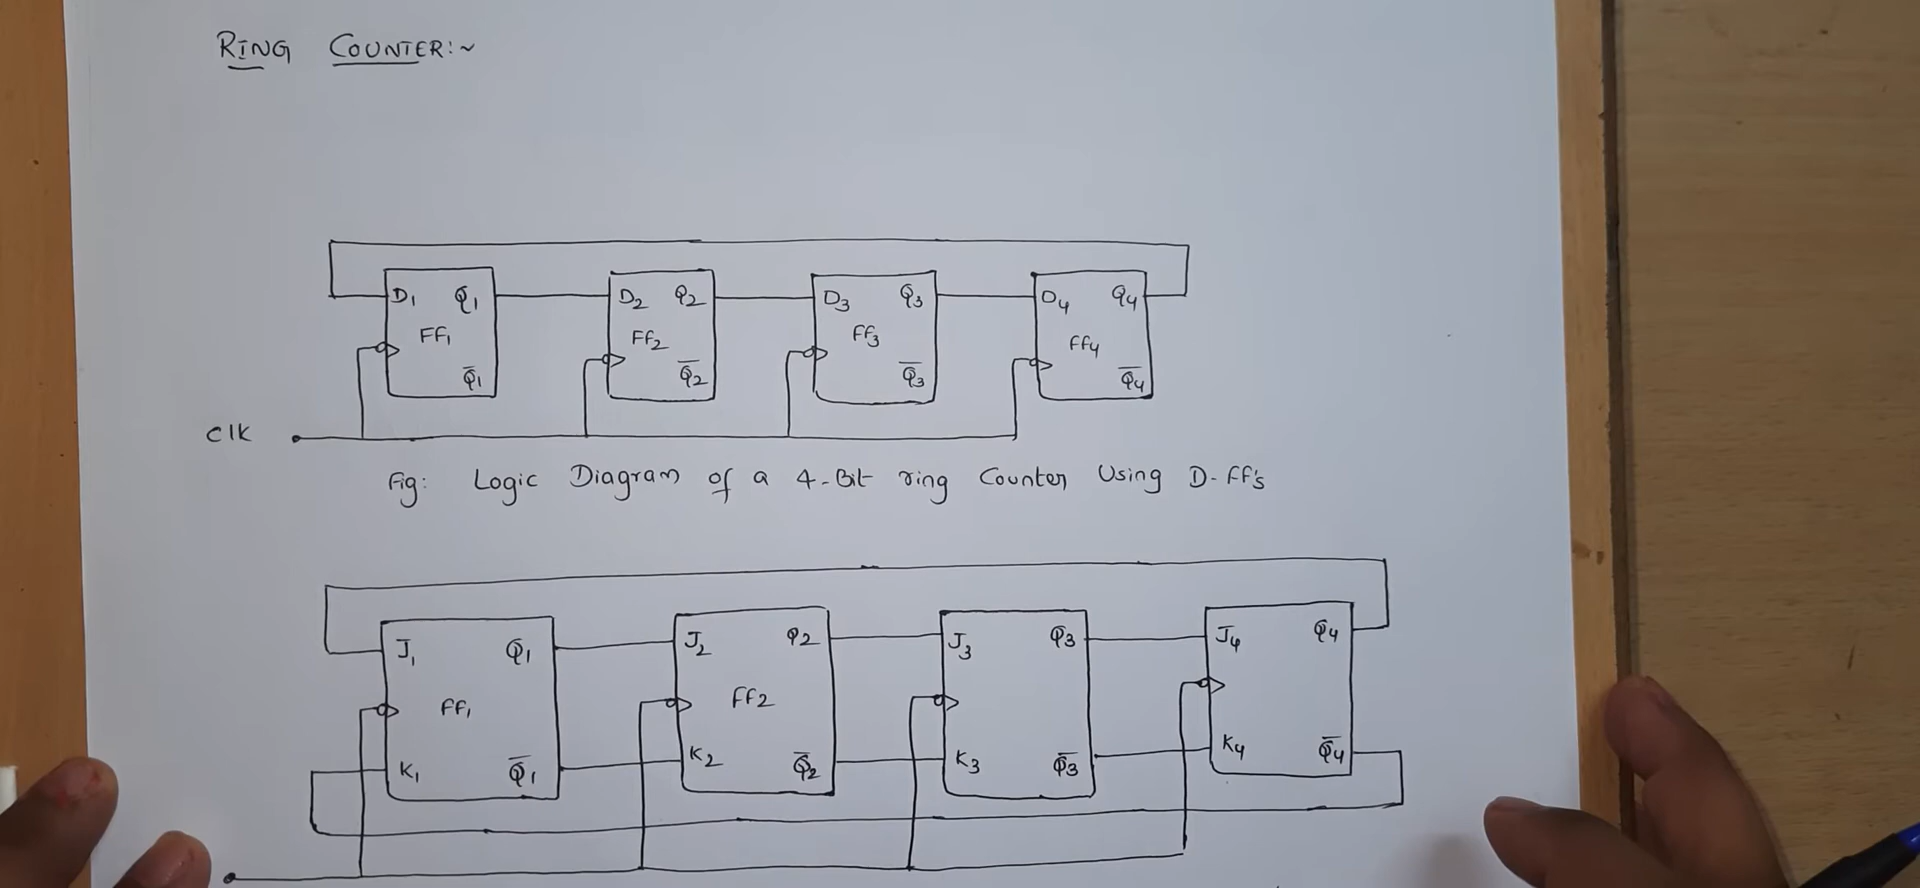 RING COUNTER:~
D₁ Q₁ D₂ Q₂ D₃ Q₃ D₄ Q₄
FF₁ FF₂ FF₃ FF₄
Q̅₁ Q̅₂ Q̅₃ Q̅₄
Clk
Fig: Logic Diagram of a 4-Bit ring Counter Using D-FF's
J₁ Q₁ J₂ Q₂ J₃ Q₃ J₄ Q₄
FF₁ FF2
K₁ Q̅₁ K₂ Q̅₂ K₃ Q̅₃ K₄ Q̅₄